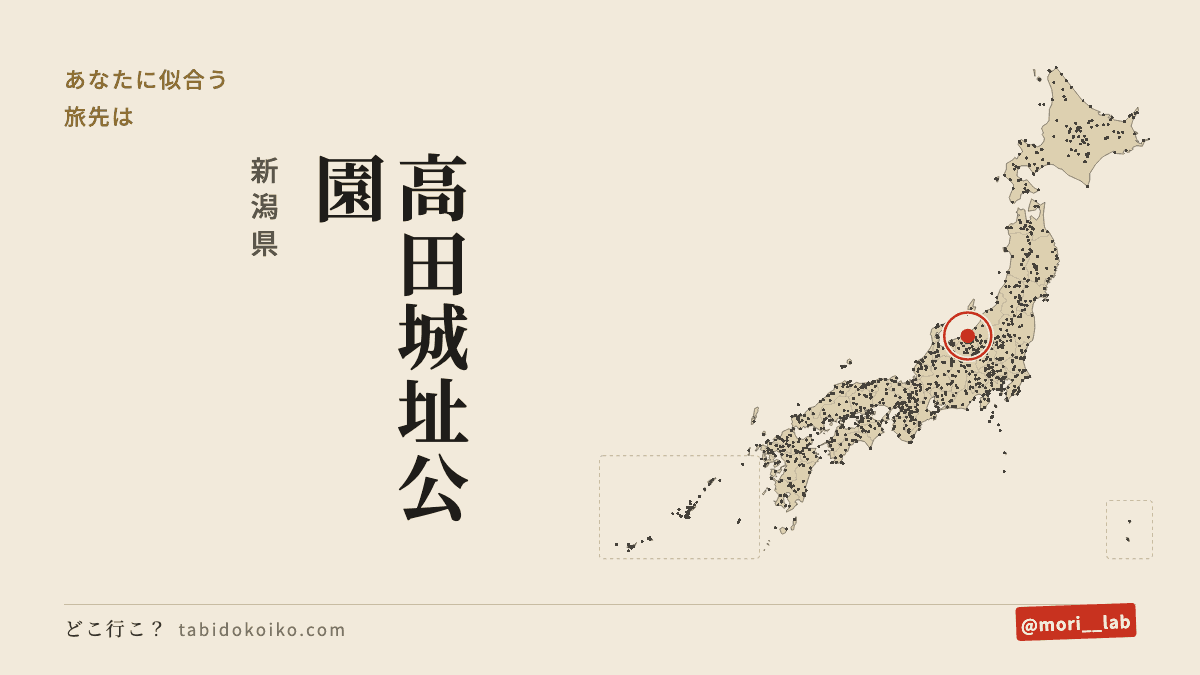 あなたに似合う
旅先は
高田城址公
園
新潟県
どこ行こ？ tabidokoiko.com
@mori__lab